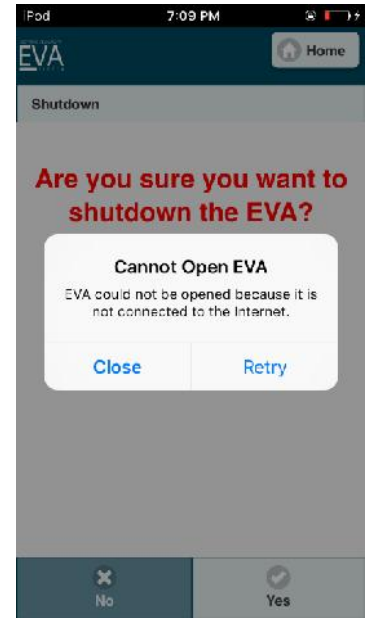 iPod 7:09 PM
EVA
Home
Shutdown
Are you sure you want to
shutdown the EVA?
Cannot Open EVA
EVA could not be opened because it is
not connected to the Internet.
Close Retry
No Yes